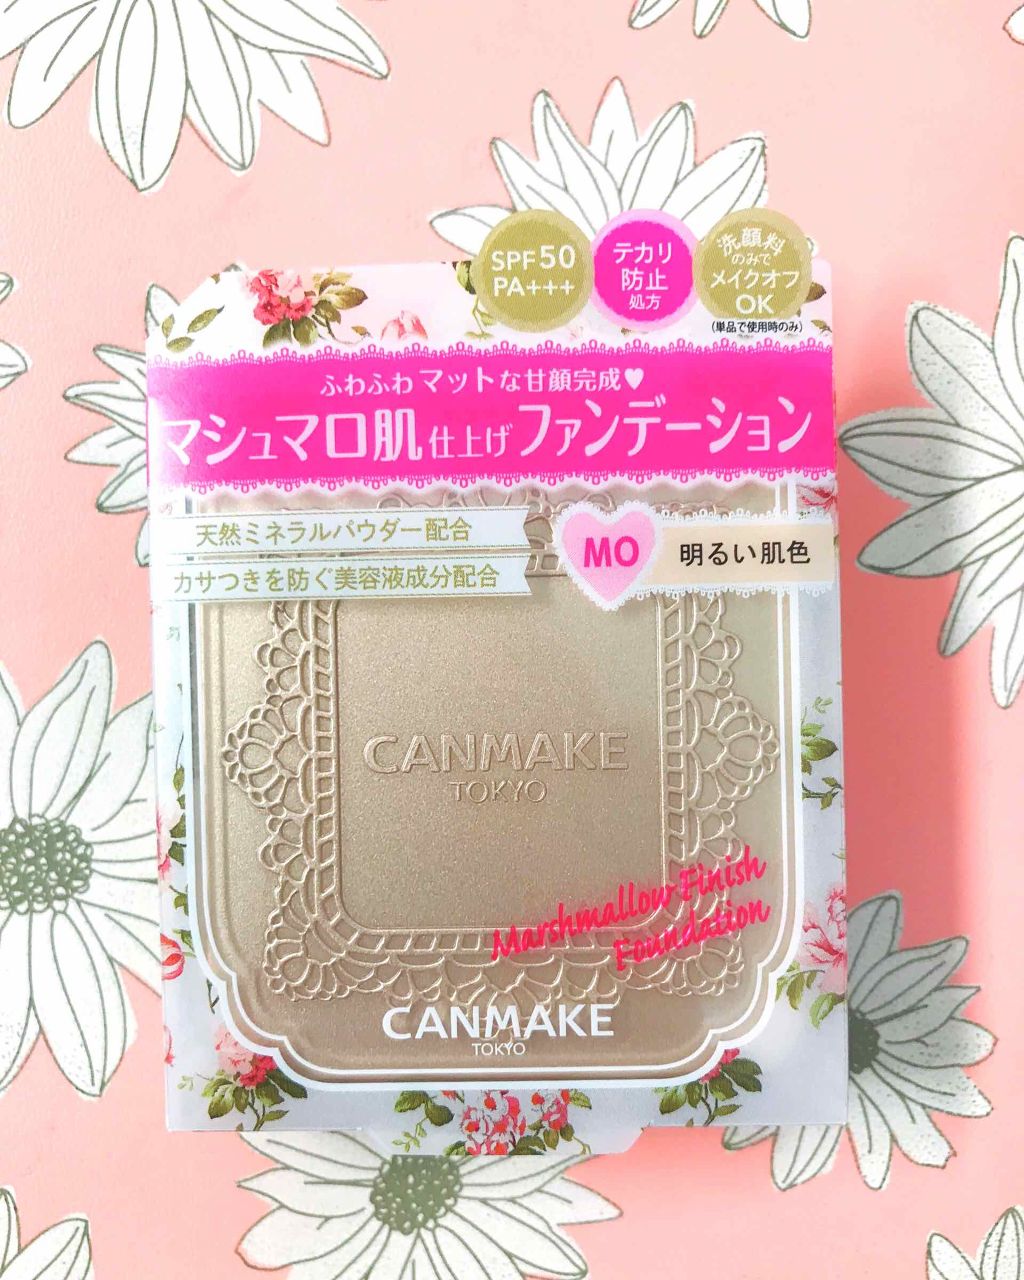 SPF50
PA+++
テカリ
防止
処方
洗顔料
のみで
メイクオフ
OK
(単品で使用時のみ)
ふわふわマットな甘顔完成♥
マシュマロ肌仕上げファンデーション
天然ミネラルパウダー配合
カサつきを防ぐ美容液成分配合
MO
明るい肌色
CANMAKE
TOKYO
Marshmallow Finish
Foundation
CANMAKE
TOKYO